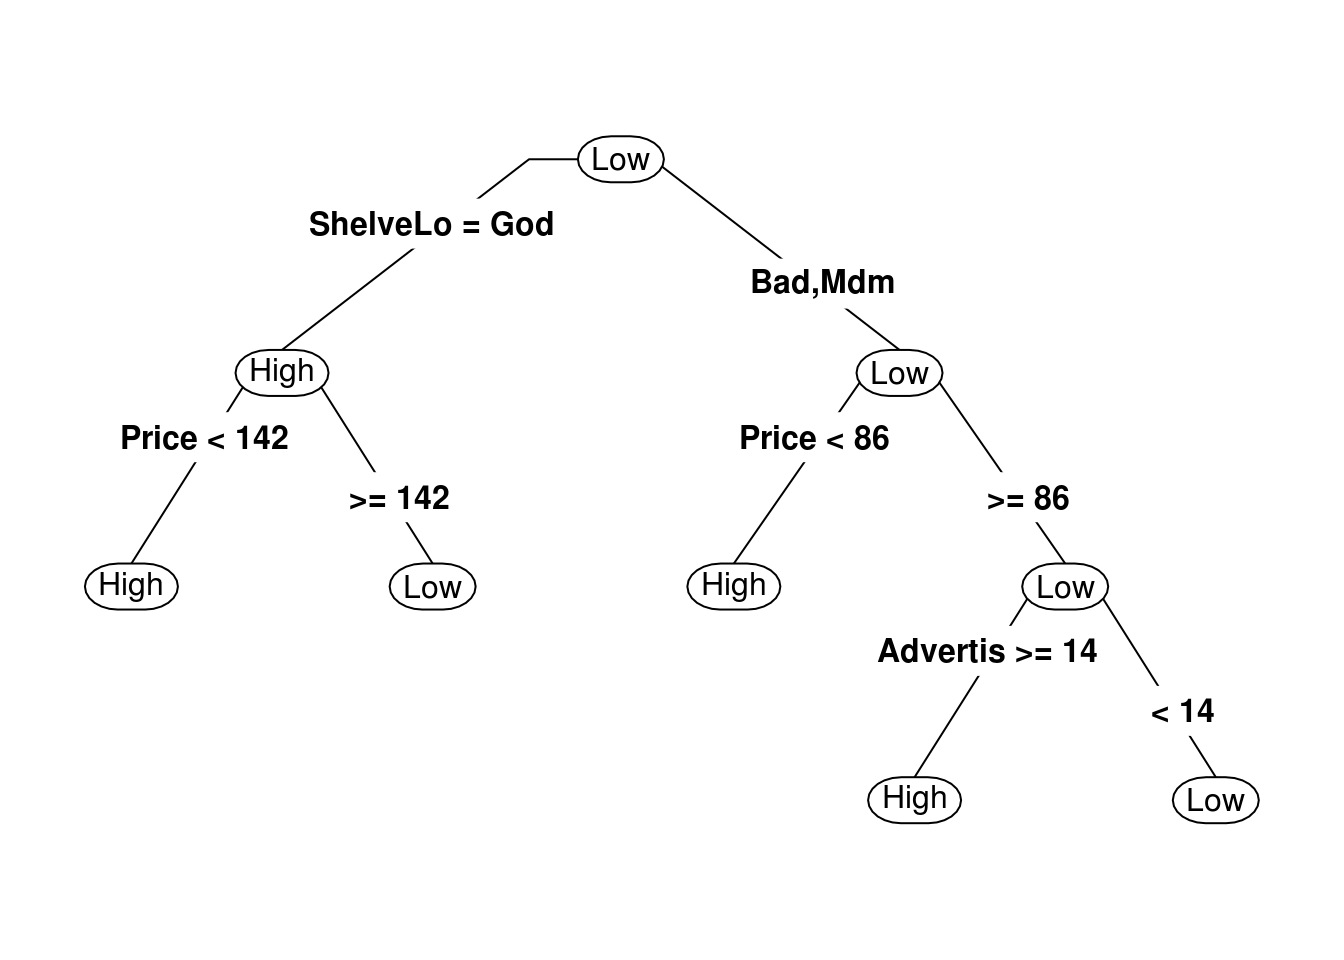 Low
ShelveLo = God
Bad,Mdm
High
Low
Price < 142
Price < 86
>= 142
>= 86
High
Low
High
Low
Advertis >= 14
< 14
High
Low